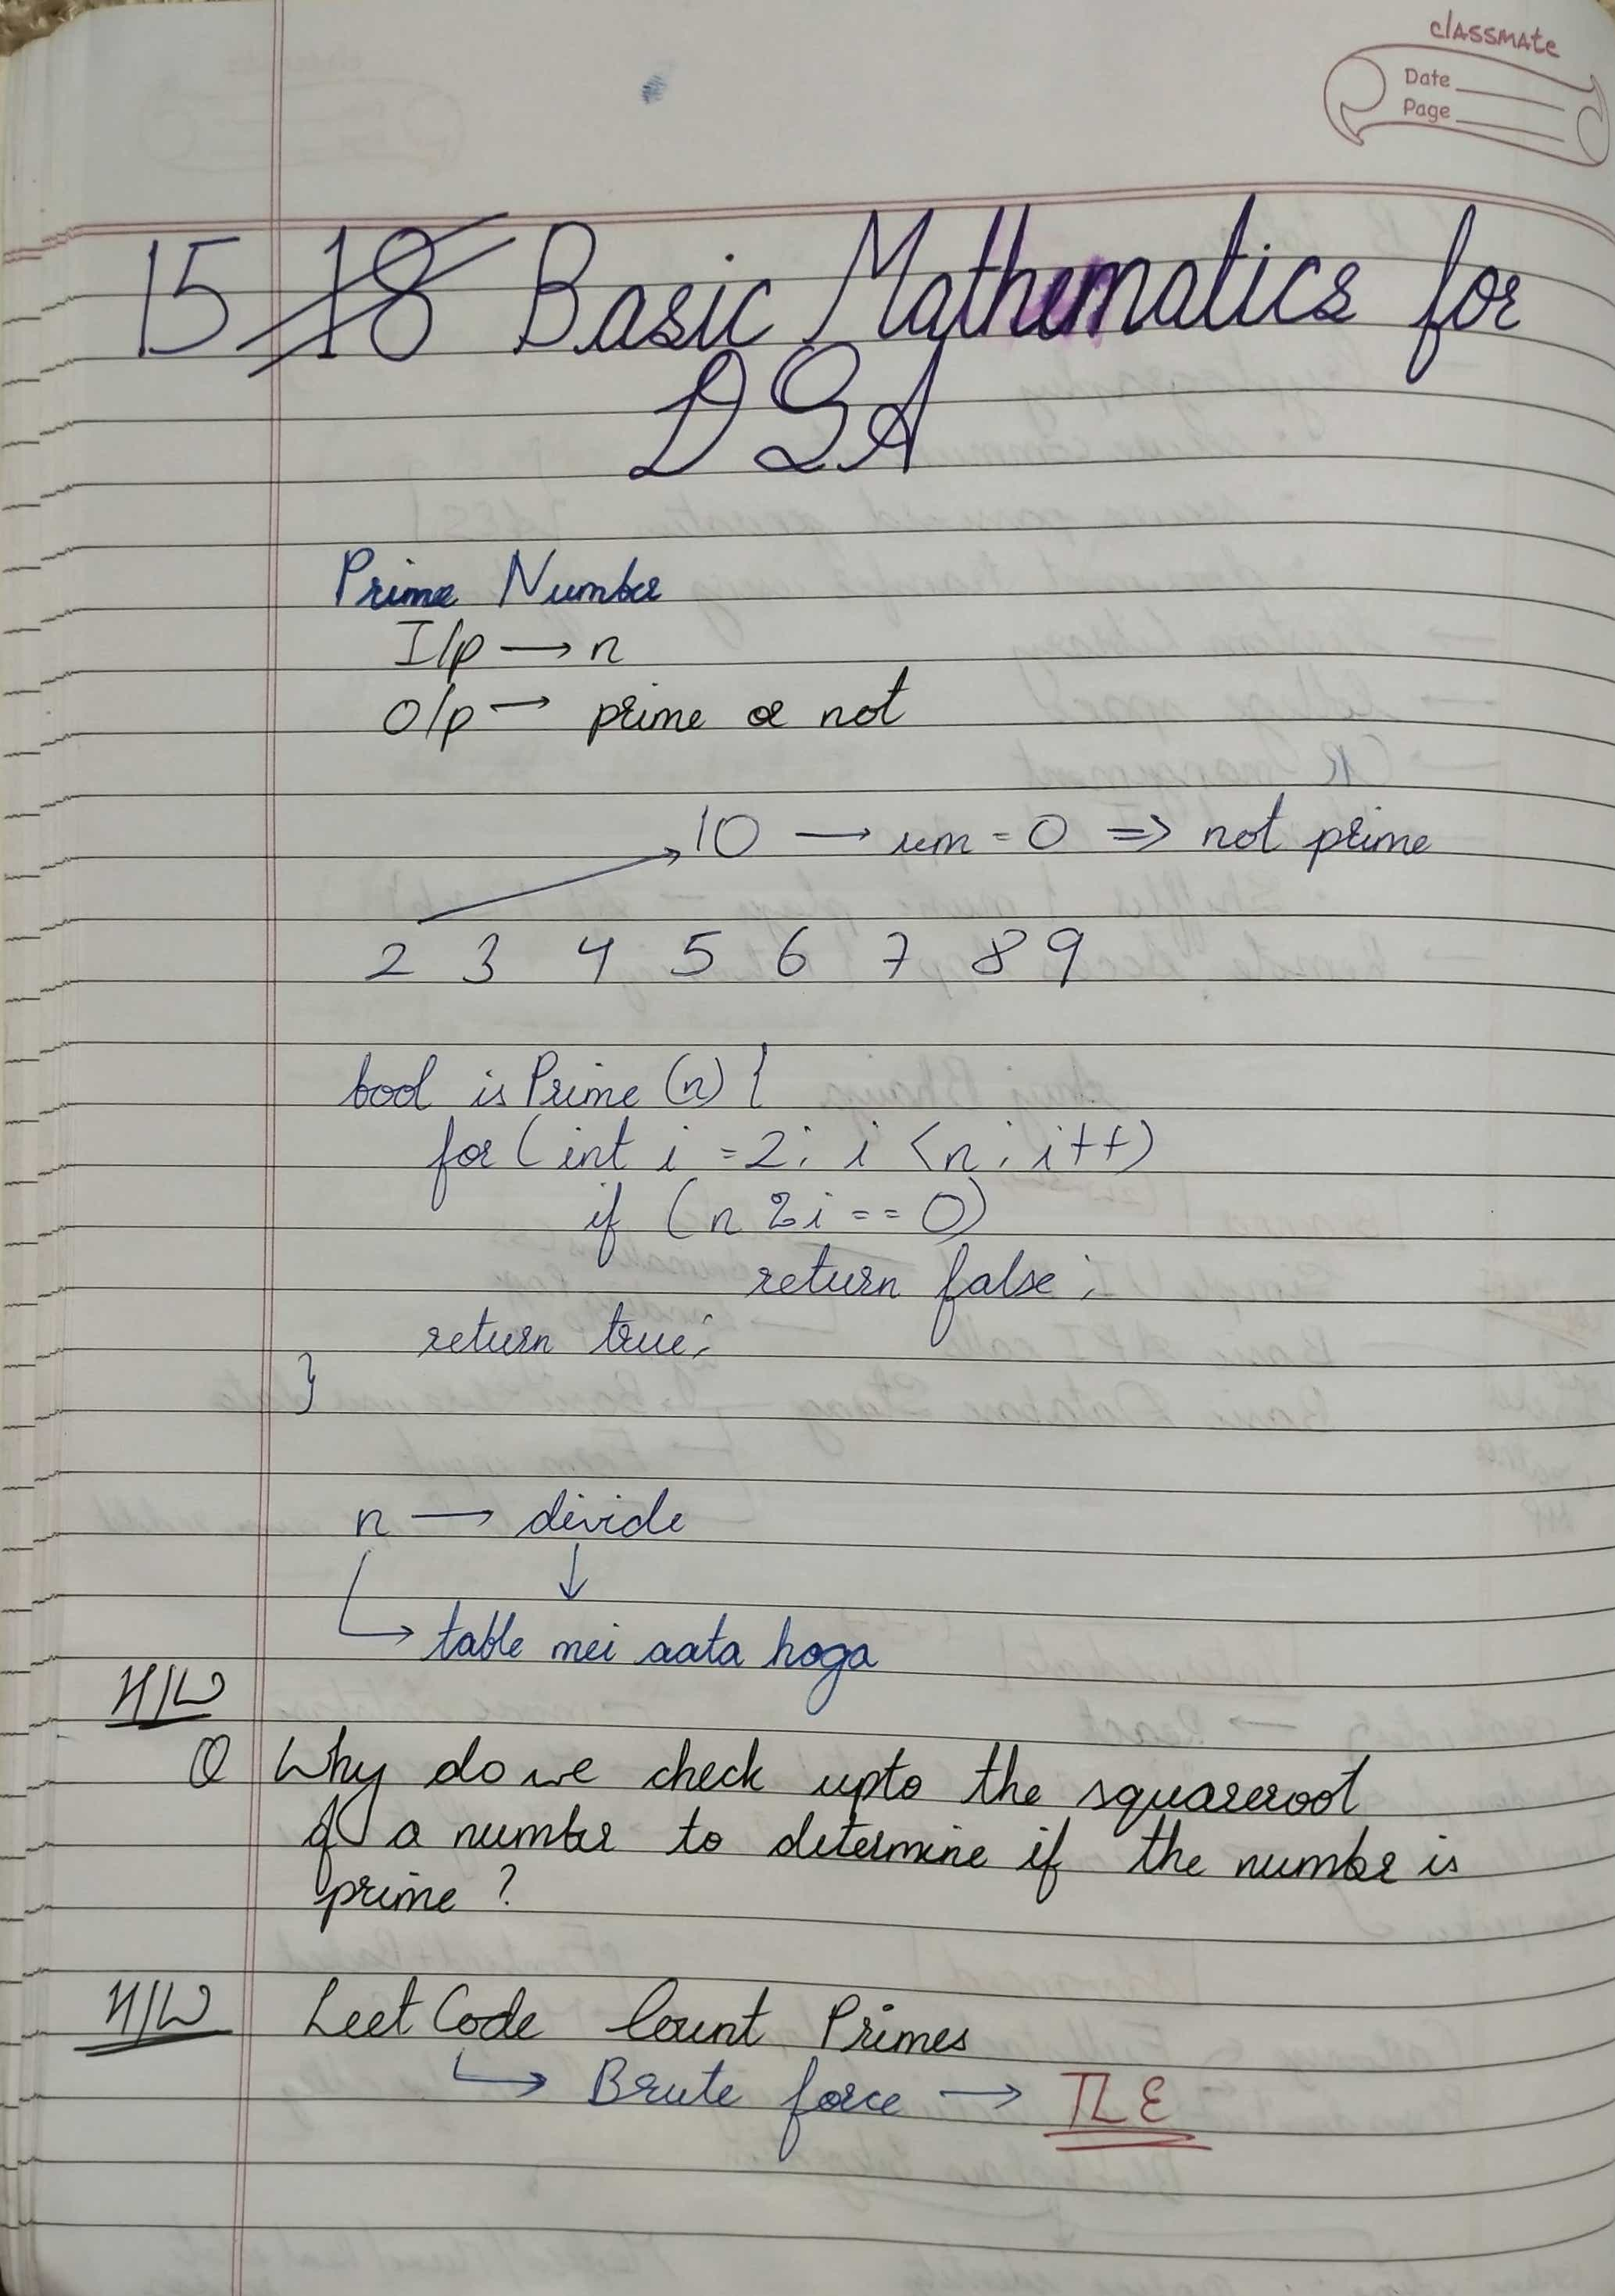 classmate
Date
Page
15 18 Basic Mathematics for
DSA
Prime Number
I/p → n
O/p → prime or not
10 → rem = 0 => not prime
2 3 4 5 6 7 8 9
bool isPrime (n) {
for (int i = 2; i < n; i++)
if (n % i == 0)
return false;
return true;
}
n → divide
↓
↳ table mei aata hoga
H/W
Q Why do we check upto the squareroot
of a number to determine if the number is
prime ?
H/W LeetCode Count Primes
↳ Brute force → TLE